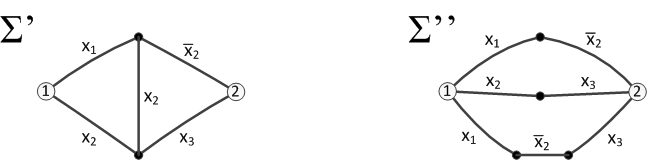 Σ’ Σ’’
x₁ x̅₂ x₁ x̅₂
① x₂ ② ① x₂ x₃ ②
x₂ x₃ x₁ x̅₂ x₃